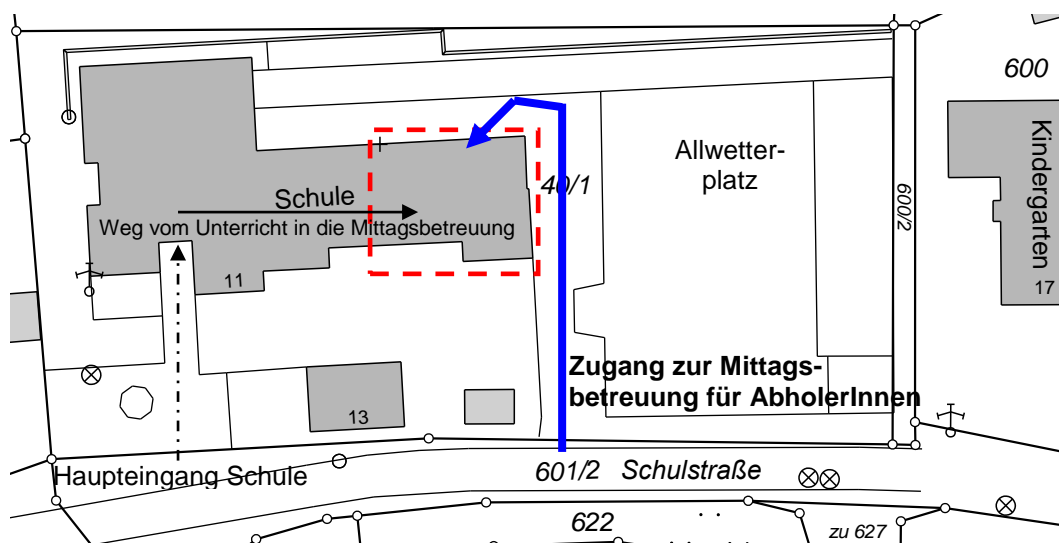 600
Kindergarten
17
Allwetter-
platz
40/1
600/2
Schule
Weg vom Unterricht in die Mittagsbetreuung
11
Zugang zur Mittags-
betreuung für AbholerInnen
13
Haupteingang Schule
601/2 Schulstraße
622
zu 627